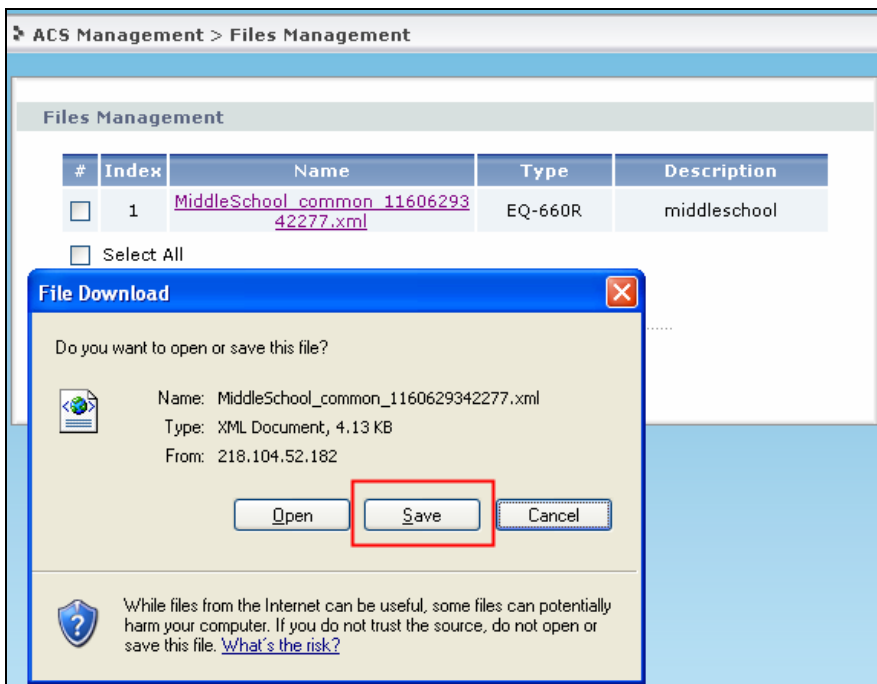 ACS Management > Files Management
Files Management
# Index Name Type Description
1 MiddleSchool_common_11606293 EQ-660R middleschool
42277.xml
Select All
File Download
Do you want to open or save this file?
Name: MiddleSchool_common_1160629342277.xml
Type: XML Document, 4.13 KB
From: 218.104.52.182
Open Save Cancel
While files from the Internet can be useful, some files can potentially
harm your computer. If you do not trust the source, do not open or
save this file. What's the risk?